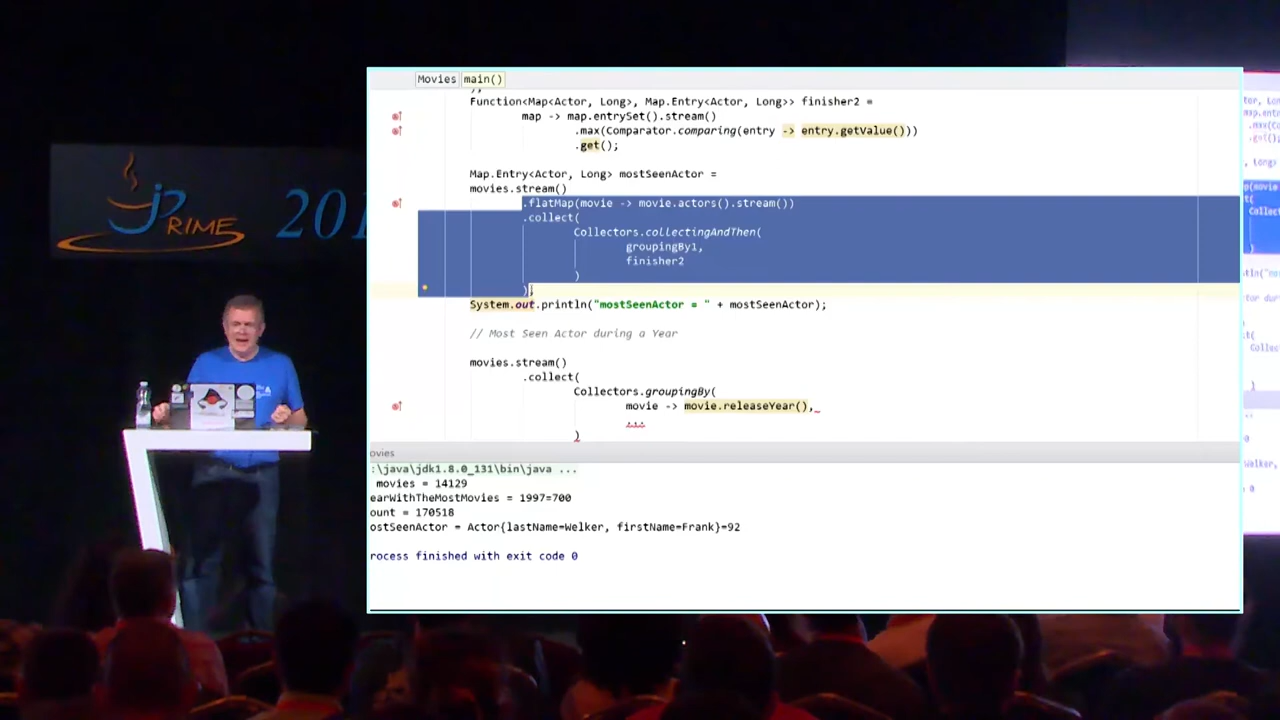 JPRIME 201
Movies main()
};
Function<Map<Actor, Long>, Map.Entry<Actor, Long>> finisher2 =
map -> map.entrySet().stream()
.max(Comparator.comparing(entry -> entry.getValue()))
.get();
Map.Entry<Actor, Long> mostSeenActor =
movies.stream()
.flatMap(movie -> movie.actors().stream())
.collect(
Collectors.collectingAndThen(
groupingBy1,
finisher2
)
);
System.out.println("mostSeenActor = " + mostSeenActor);
// Most Seen Actor during a Year
movies.stream()
.collect(
Collectors.groupingBy(
movie -> movie.releaseYear(),
...
)
ovies
:\java\jdk1.8.0_131\bin\java ...
movies = 14129
earWithTheMostMovies = 1997=700
ount = 170518
ostSeenActor = Actor{lastName=Welker, firstName=Frank}=92
rocess finished with exit code 0